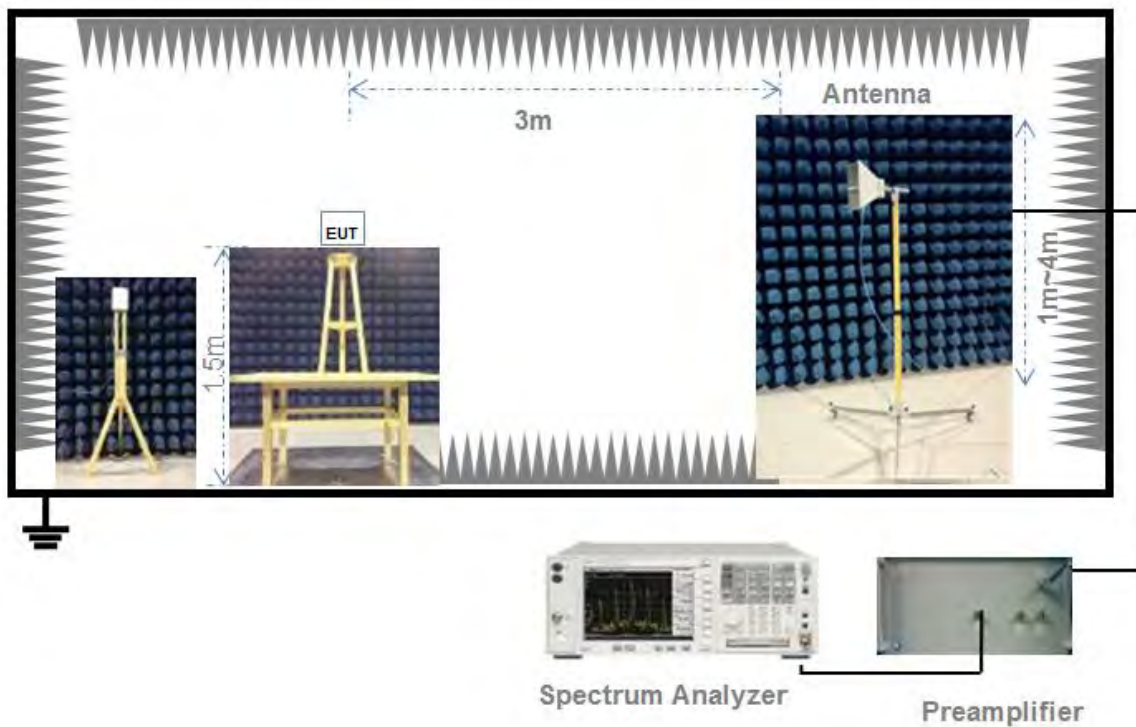 Antenna
3m
EUT
1.5m
1m~4m
Spectrum Analyzer
Preamplifier